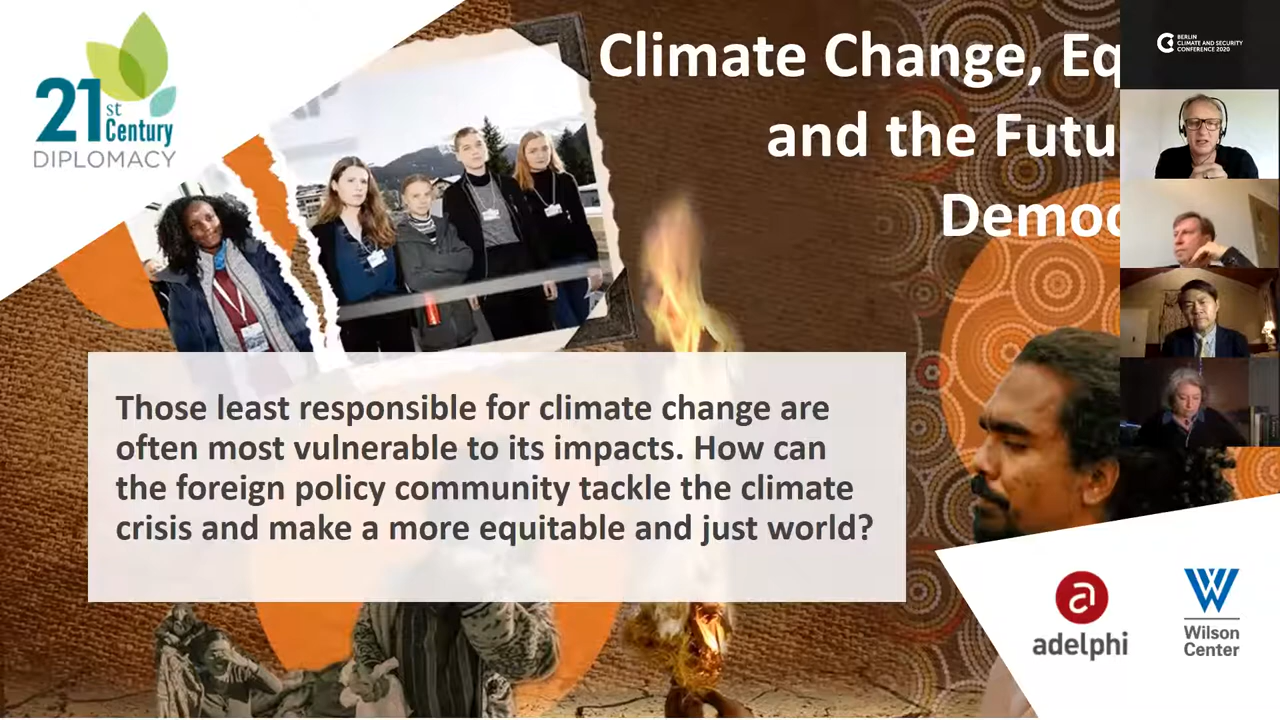 21st
Century
DIPLOMACY
Climate Change, Eq
and the Futu
Democ
Those least responsible for climate change are
often most vulnerable to its impacts. How can
the foreign policy community tackle the climate
crisis and make a more equitable and just world?
BERLIN
CLIMATE AND SECURITY
CONFERENCE 2020
a
adelphi
W
Wilson
Center